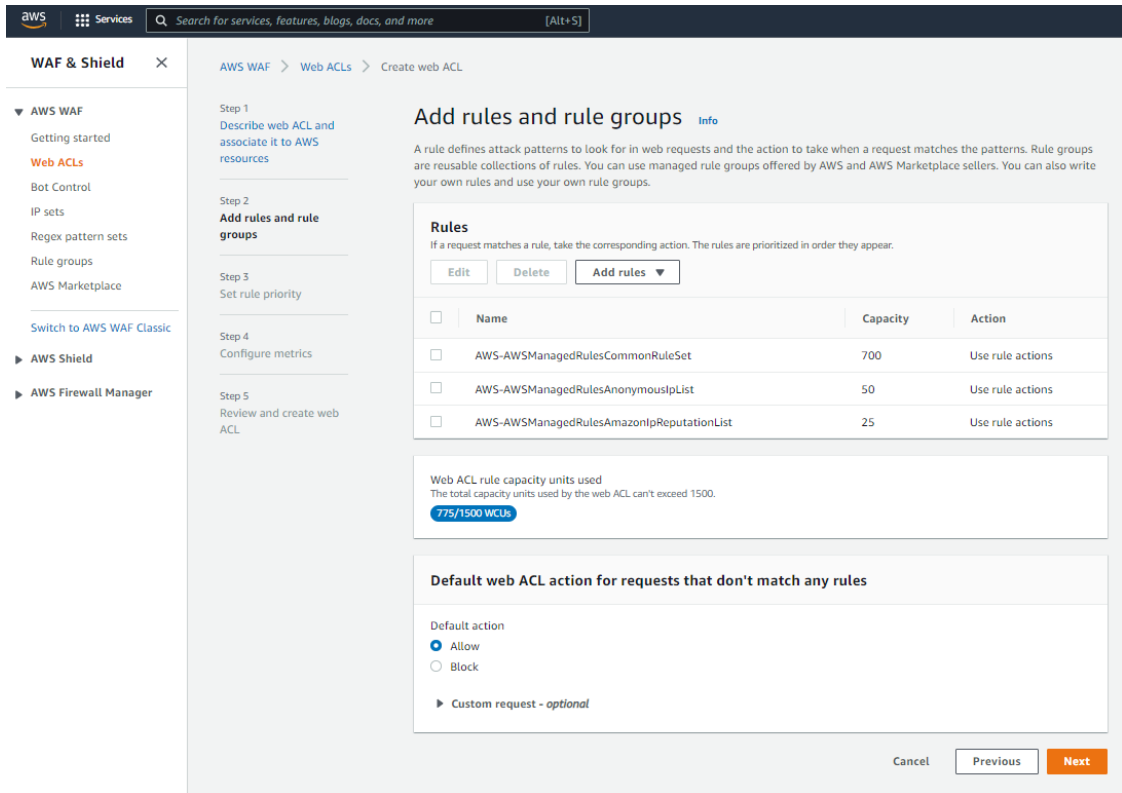 aws
Services
Search for services, features, blogs, docs, and more [Alt+S]
WAF & Shield
AWS WAF
Getting started
Web ACLs
Bot Control
IP sets
Regex pattern sets
Rule groups
AWS Marketplace
Switch to AWS WAF Classic
AWS Shield
AWS Firewall Manager
AWS WAF > Web ACLs > Create web ACL
Step 1
Describe web ACL and
associate it to AWS
resources
Step 2
Add rules and rule
groups
Step 3
Set rule priority
Step 4
Configure metrics
Step 5
Review and create web
ACL
Add rules and rule groups Info
A rule defines attack patterns to look for in web requests and the action to take when a request matches the patterns. Rule groups
are reusable collections of rules. You can use managed rule groups offered by AWS and AWS Marketplace sellers. You can also write
your own rules and use your own rule groups.
Rules
If a request matches a rule, take the corresponding action. The rules are prioritized in order they appear.
Edit Delete Add rules
Name Capacity Action
AWS-AWSManagedRulesCommonRuleSet 700 Use rule actions
AWS-AWSManagedRulesAnonymousIpList 50 Use rule actions
AWS-AWSManagedRulesAmazonIpReputationList 25 Use rule actions
Web ACL rule capacity units used
The total capacity units used by the web ACL can't exceed 1500.
775/1500 WCUs
Default web ACL action for requests that don't match any rules
Default action
Allow
Block
Custom request - optional
Cancel Previous Next